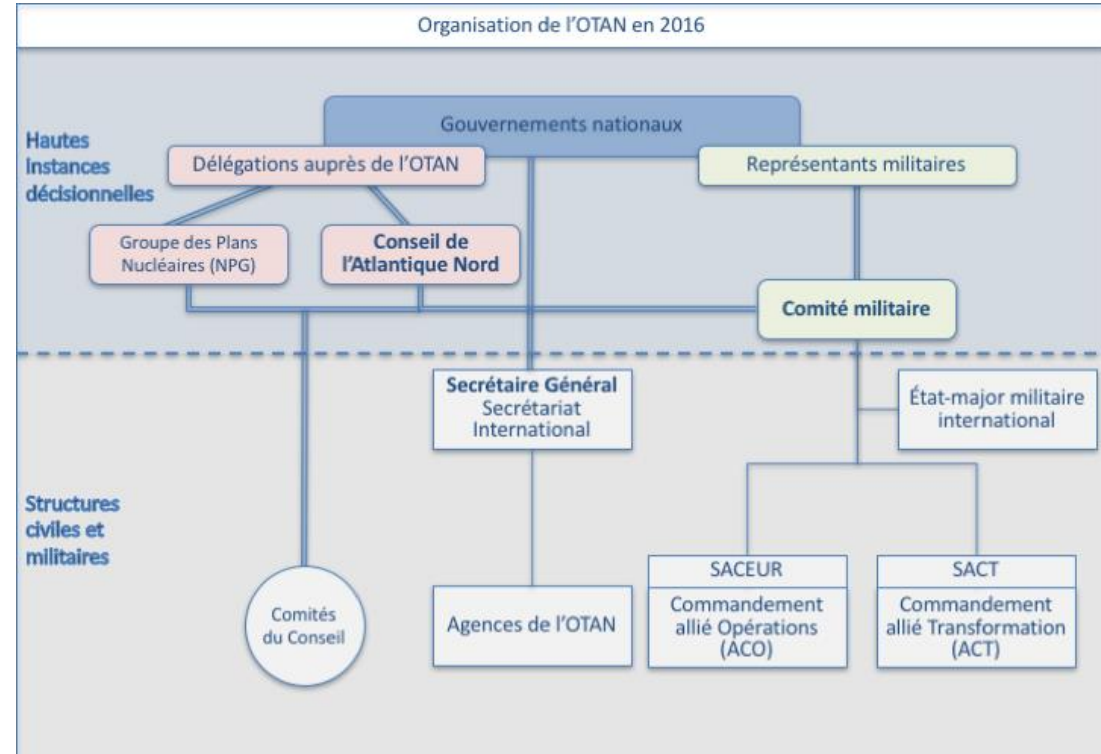 Organisation de l'OTAN en 2016
Hautes
Instances
décisionnelles
Gouvernements nationaux
Délégations auprès de l'OTAN
Représentants militaires
Groupe des Plans
Nucléaires (NPG)
Conseil de
l'Atlantique Nord
Comité militaire
Secrétaire Général
Secrétariat
International
État-major militaire
international
Structures
civiles et
militaires
Comités
du Conseil
Agences de l'OTAN
SACEUR
Commandement
allié Opérations
(ACO)
SACT
Commandement
allié Transformation
(ACT)